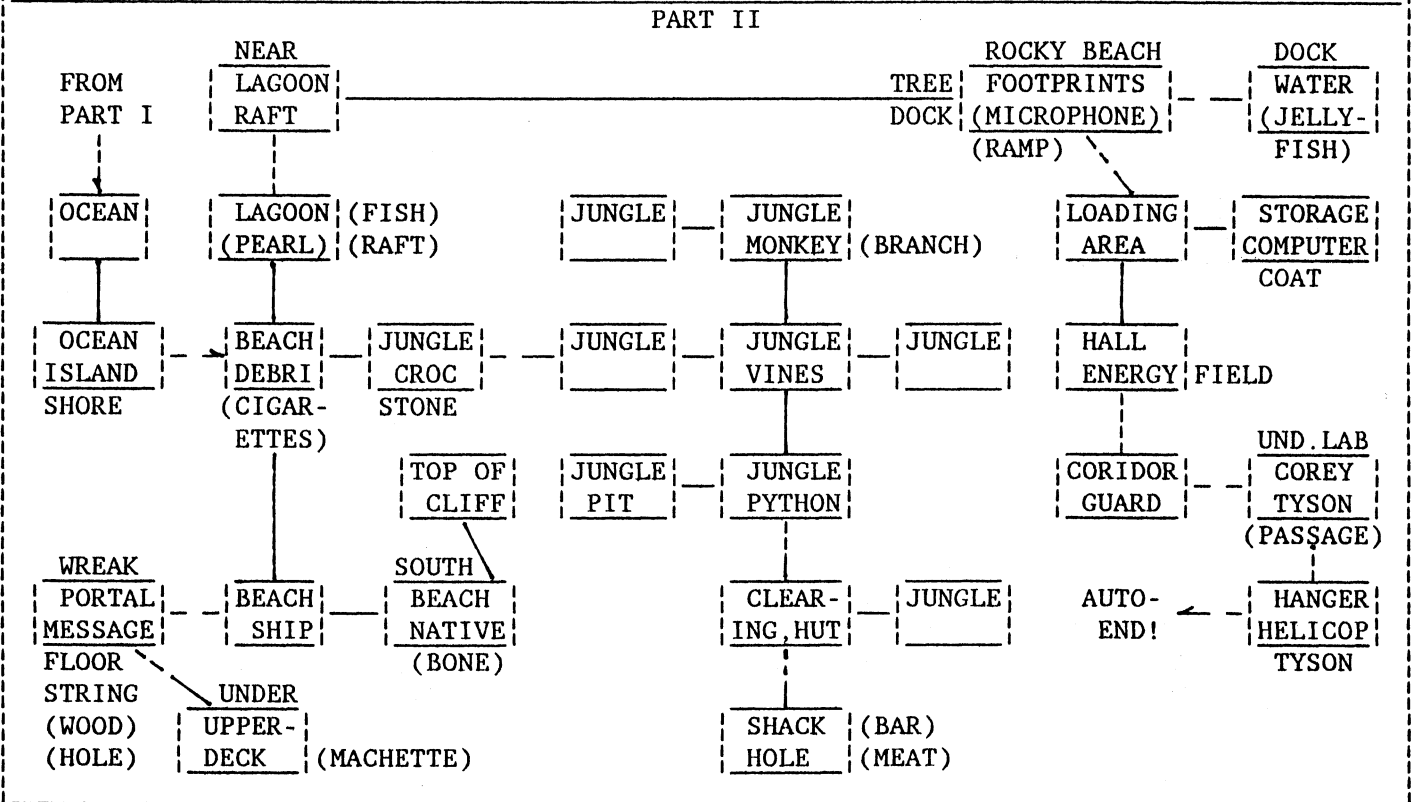 PART II
NEAR ROCKY BEACH DOCK
FROM LAGOON TREE FOOTPRINTS WATER
PART I RAFT DOCK (MICROPHONE) (JELLY-
(RAMP) FISH)
OCEAN LAGOON (FISH) JUNGLE JUNGLE LOADING STORAGE
(PEARL) (RAFT) MONKEY (BRANCH) AREA COMPUTER
COAT
OCEAN BEACH JUNGLE JUNGLE JUNGLE JUNGLE HALL
ISLAND DEBRI CROC VINES ENERGY FIELD
SHORE (CIGAR- STONE
ETTES) UND.LAB
TOP OF JUNGLE JUNGLE CORIDOR COREY
CLIFF PIT PYTHON GUARD TYSON
(PASSAGE)
WREAK SOUTH
PORTAL BEACH BEACH CLEAR- JUNGLE AUTO- HANGER
MESSAGE SHIP NATIVE ING,HUT END! HELICOP
FLOOR (BONE) TYSON
STRING UNDER
(WOOD) UPPER- SHACK (BAR)
(HOLE) DECK (MACHETTE) HOLE (MEAT)